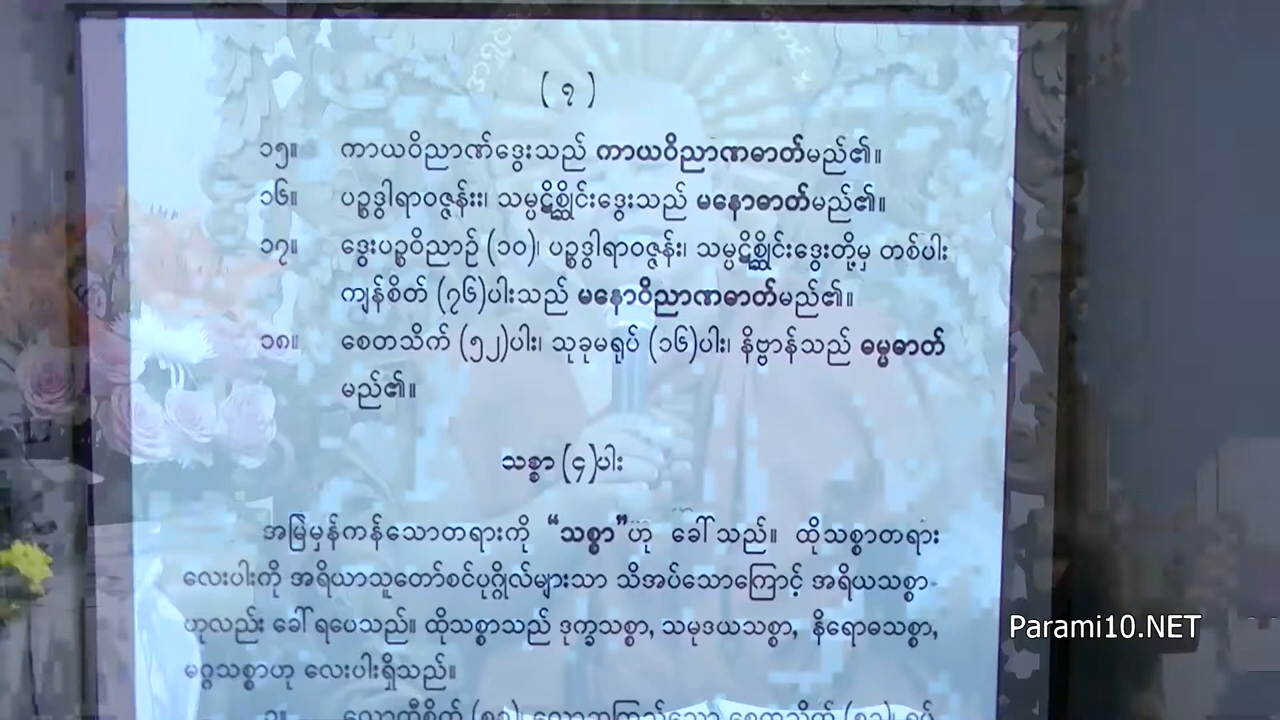 ( ၇ )
၁၅။ ကာယဝိညာဏ်ဒွေးသည် ကာယဝိညာဏဓာတ်မည်၏။
၁၆။ ပဉ္စဒွါရာဝဇ္ဇန်းး၊ သမ္ပဋိစ္ဆိုင်းဒွေးသည် မနောဓာတ်မည်၏။
၁၇။ ဒွေးပဉ္စဝိညာဉ် (၁၀)၊ ပဉ္စဒွါရာဝဇ္ဇန်း၊ သမ္ပဋိစ္ဆိုင်းဒွေးတို့မှ တစ်ပါး
ကျန်စိတ် (၇၆)ပါးသည် မနောဝိညာဏဓာတ်မည်၏။
၁၈။ စေတသိက် (၅၂)ပါး၊ သုခုမရုပ် (၁၆)ပါး၊ နိဗ္ဗာန်သည် ဓမ္မဓာတ်
မည်၏။
သစ္စာ (၄)ပါး
အမြဲမှန်ကန်သောတရားကို “သစ္စာ”ဟု ခေါ်သည်။ ထိုသစ္စာတရား
လေးပါးကို အရိယာသူတော်စင်ပုဂ္ဂိုလ်များသာ သိအပ်သောကြောင့် အရိယသစ္စာ
ဟုလည်း ခေါ်ရပေသည်။ ထိုသစ္စာသည် ဒုက္ခသစ္စာ, သမုဒယသစ္စာ, နိရောဓသစ္စာ,
မဂ္ဂသစ္စာဟု လေးပါးရှိသည်။
Parami10.NET